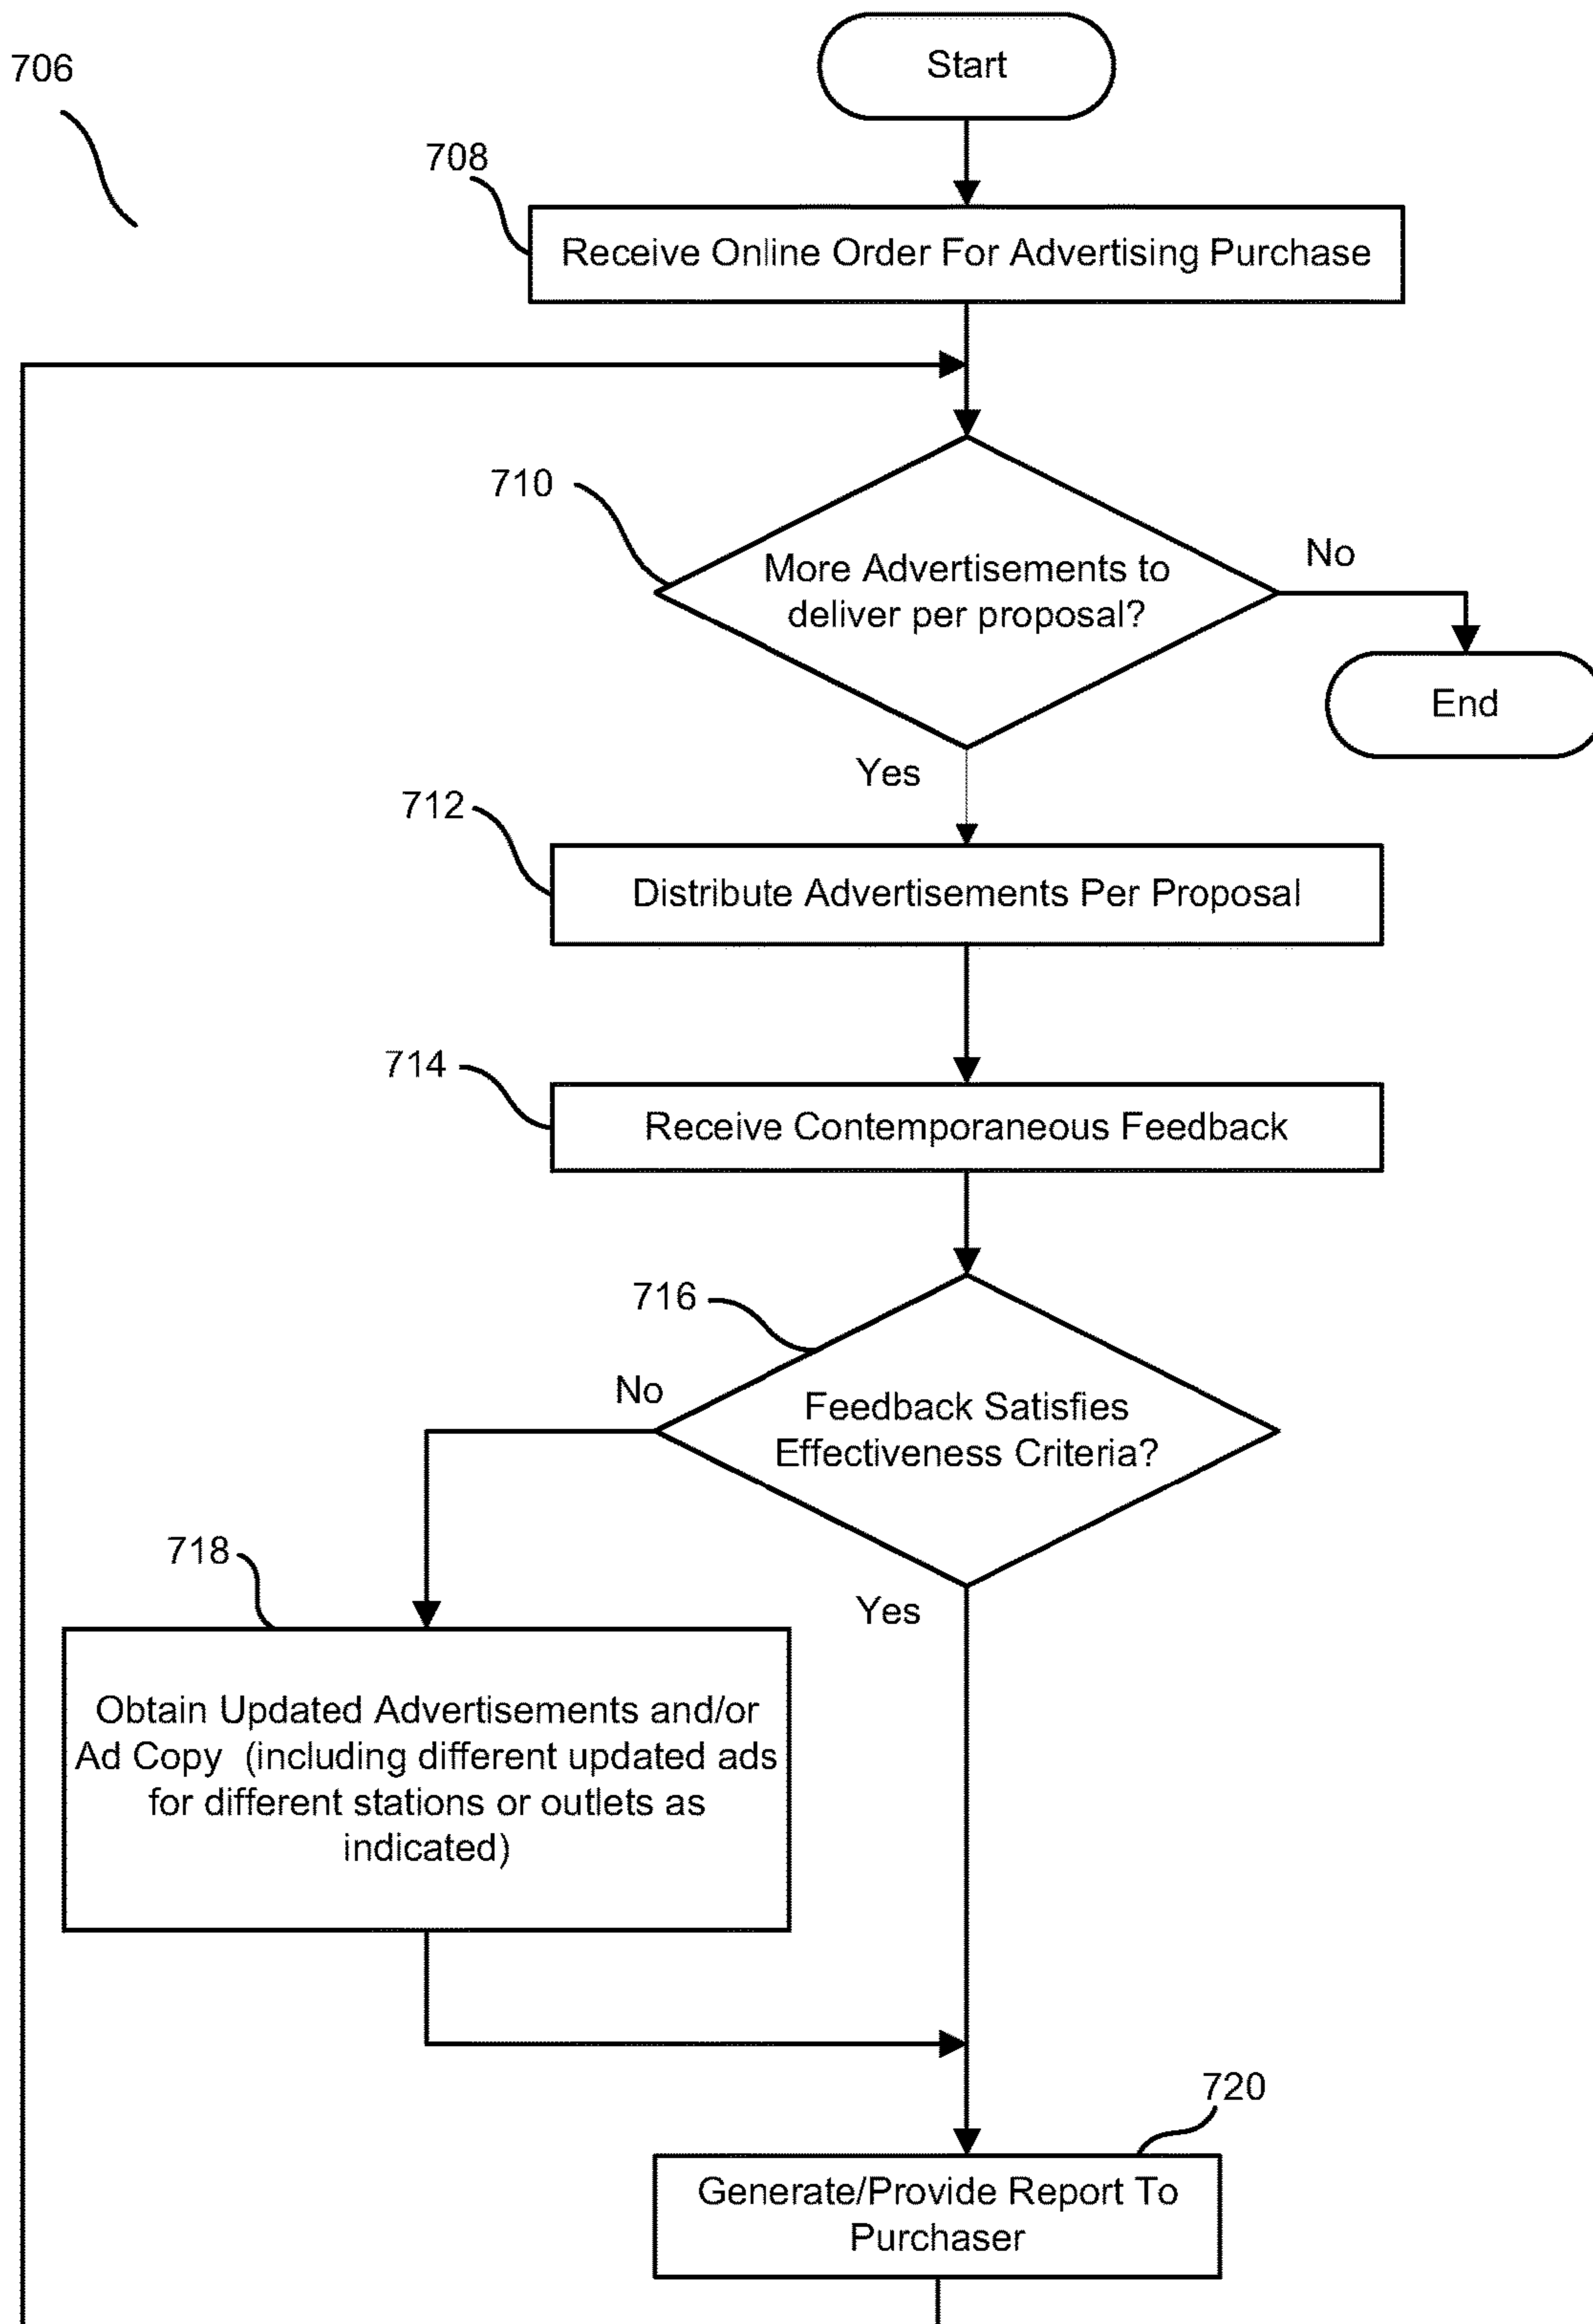 706
Start
708
Receive Online Order For Advertising Purchase
710
More Advertisements to
deliver per proposal?
No
End
Yes
712
Distribute Advertisements Per Proposal
714
Receive Contemporaneous Feedback
716
No
Feedback Satisfies
Effectiveness Criteria?
Yes
718
Obtain Updated Advertisements and/or
Ad Copy (including different updated ads
for different stations or outlets as
indicated)
720
Generate/Provide Report To
Purchaser